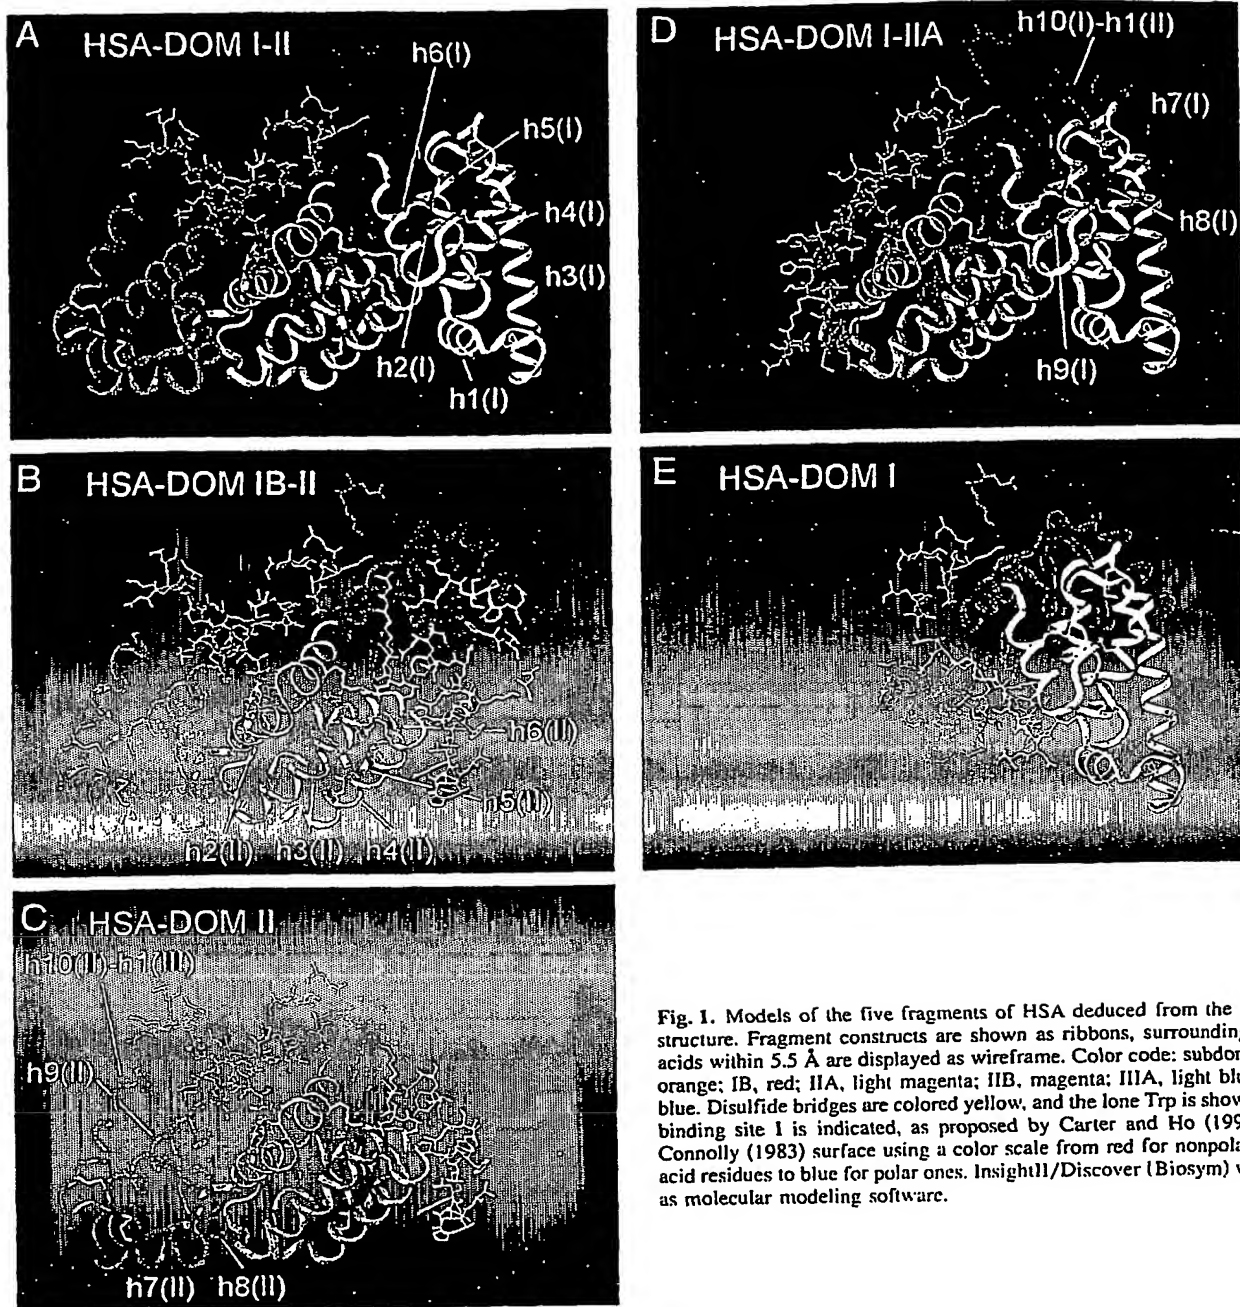 A HSA-DOM I-II
h6(I)
h5(I)
h4(I)
h3(I)
h2(I)
h1(I)
D HSA-DOM I-IIA
h10(I)-h1(II)
h7(I)
h8(I)
h9(I)
B HSA-DOM IB-II
h6(II)
h5(II)
h2(II) h3(II) h4(II)
E HSA-DOM I
C HSA-DOM II
h10(II)-h1(III)
h9(II)
h7(II) h8(II)
Fig. 1. Models of the five fragments of HSA deduced from the
structure. Fragment constructs are shown as ribbons, surrounding
acids within 5.5 Å are displayed as wireframe. Color code:
orange; IB, red; IIA, light magenta; IIB, magenta; IIIA, light
blue. Disulfide bridges are colored yellow, and the lone Trp is
binding site I is indicated, as proposed by Carter and Ho
Connolly (1983) surface using a color scale from red for
acid residues to blue for polar ones. InsightII/Discover (Biosym)
as molecular modeling software.